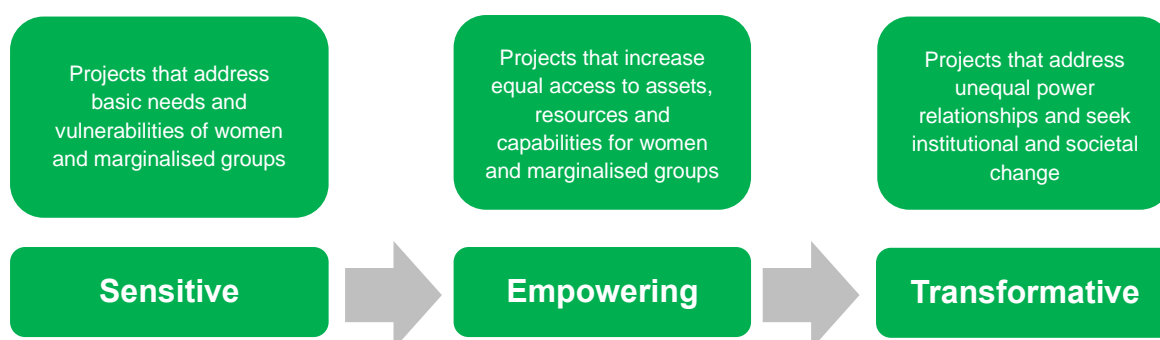 Projects that address
basic needs and
vulnerabilities of women
and marginalised groups
Projects that increase
equal access to assets,
resources and
capabilities for women
and marginalised groups
Projects that address
unequal power
relationships and seek
institutional and societal
change
Sensitive
Empowering
Transformative